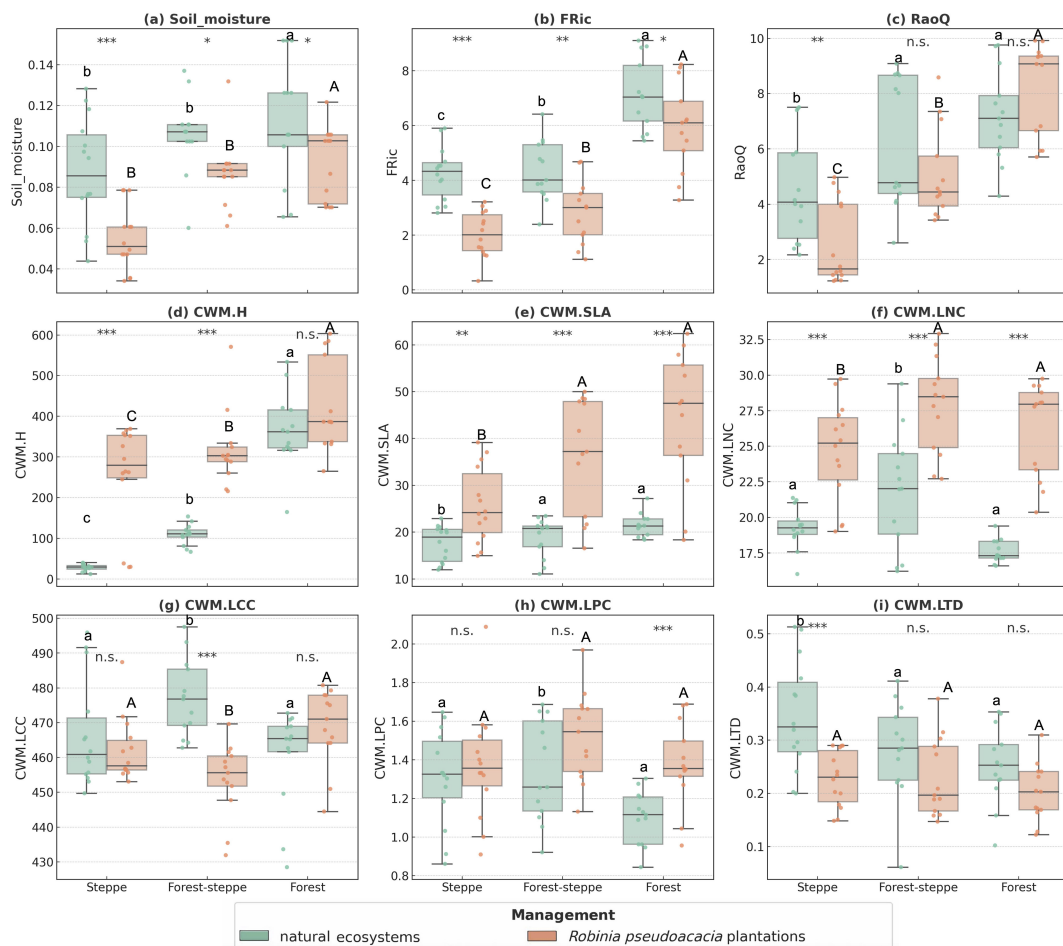 (a) Soil_moisture
(b) FRic
(c) RaoQ
Soil_moisture
0.14
0.12
0.10
0.08
0.06
0.04
b
B
b
B
a
A
***
*
*
FRic
8
6
4
2
0
c
C
b
B
a
A
***
**
*
RaoQ
10
8
6
4
2
b
C
a
B
a
A
**
n.s.
n.s.
(d) CWM.H
(e) CWM.SLA
(f) CWM.LNC
CWM.H
600
500
400
300
200
100
0
c
C
b
B
a
A
***
***
n.s.
CWM.SLA
60
50
40
30
20
10
b
B
a
A
a
A
**
***
***
CWM.LNC
32.5
30.0
27.5
25.0
22.5
20.0
17.5
a
B
b
A
a
A
***
***
***
(g) CWM.LCC
(h) CWM.LPC
(i) CWM.LTD
CWM.LCC
500
490
480
470
460
450
440
430
a
A
b
B
a
A
n.s.
***
n.s.
CWM.LPC
2.0
1.8
1.6
1.4
1.2
1.0
0.8
a
A
b
A
a
A
n.s.
n.s.
***
CWM.LTD
0.5
0.4
0.3
0.2
0.1
b
A
a
A
a
A
***
n.s.
n.s.
Steppe Forest-steppe Forest
Steppe Forest-steppe Forest
Steppe Forest-steppe Forest
Management
natural ecosystems
Robinia pseudoacacia plantations